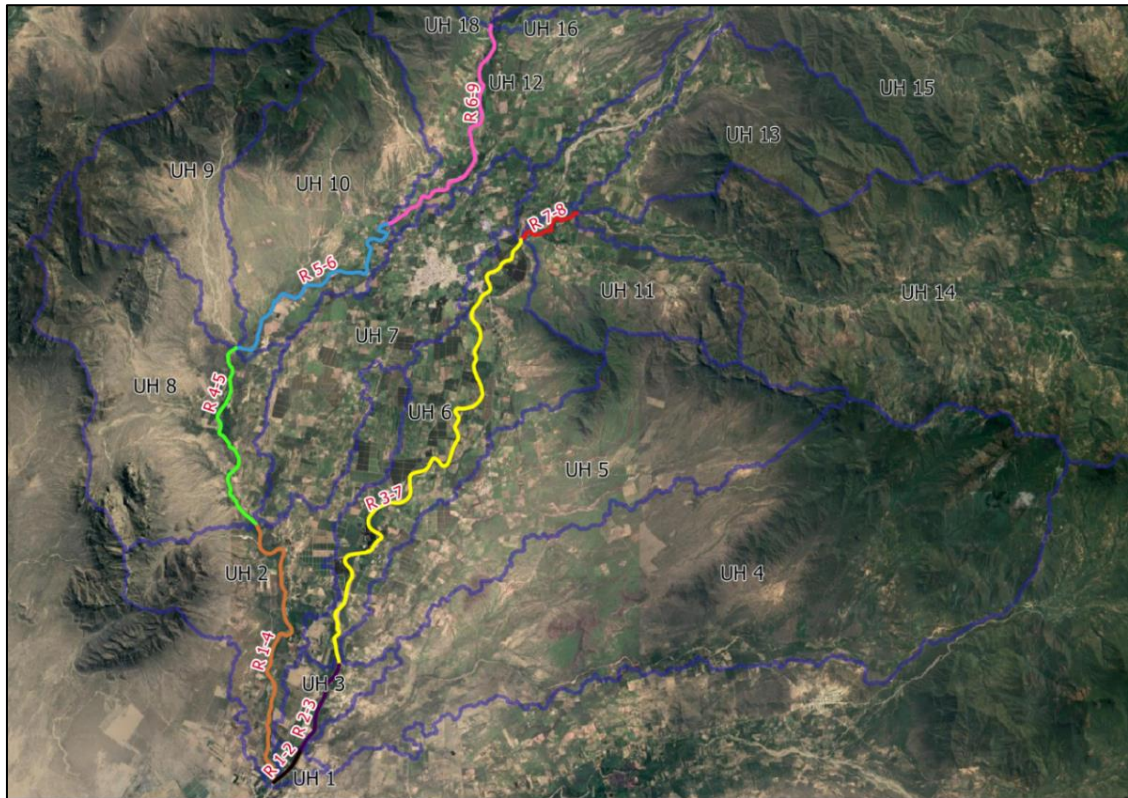 UH 18
UH 16
UH 12
R 6-9
UH 15
UH 13
UH 9
UH 10
R 7-8
R 5-6
UH 11
UH 14
UH 7
UH 8
R 4-5
UH 6
UH 5
R 3-7
UH 2
UH 4
R 1-4
UH 3
R 2-3
R 1-2
UH 1